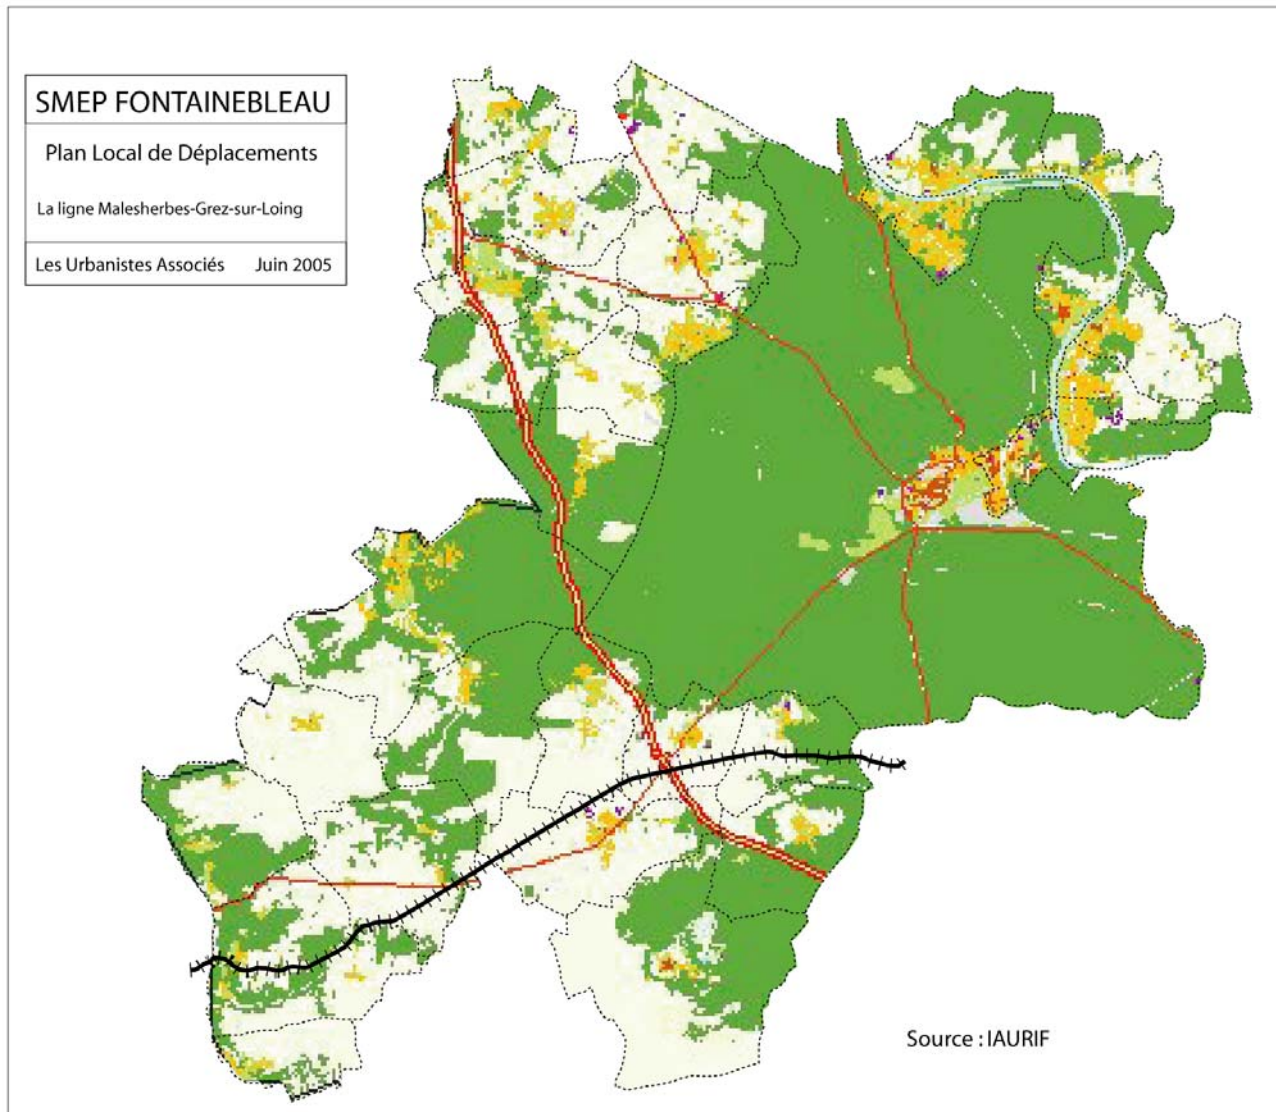 SMEP FONTAINEBLEAU
Plan Local de Déplacements
La ligne Malesherbes-Grez-sur-Loing
Les Urbanistes Associés Juin 2005
Source : IAURIF